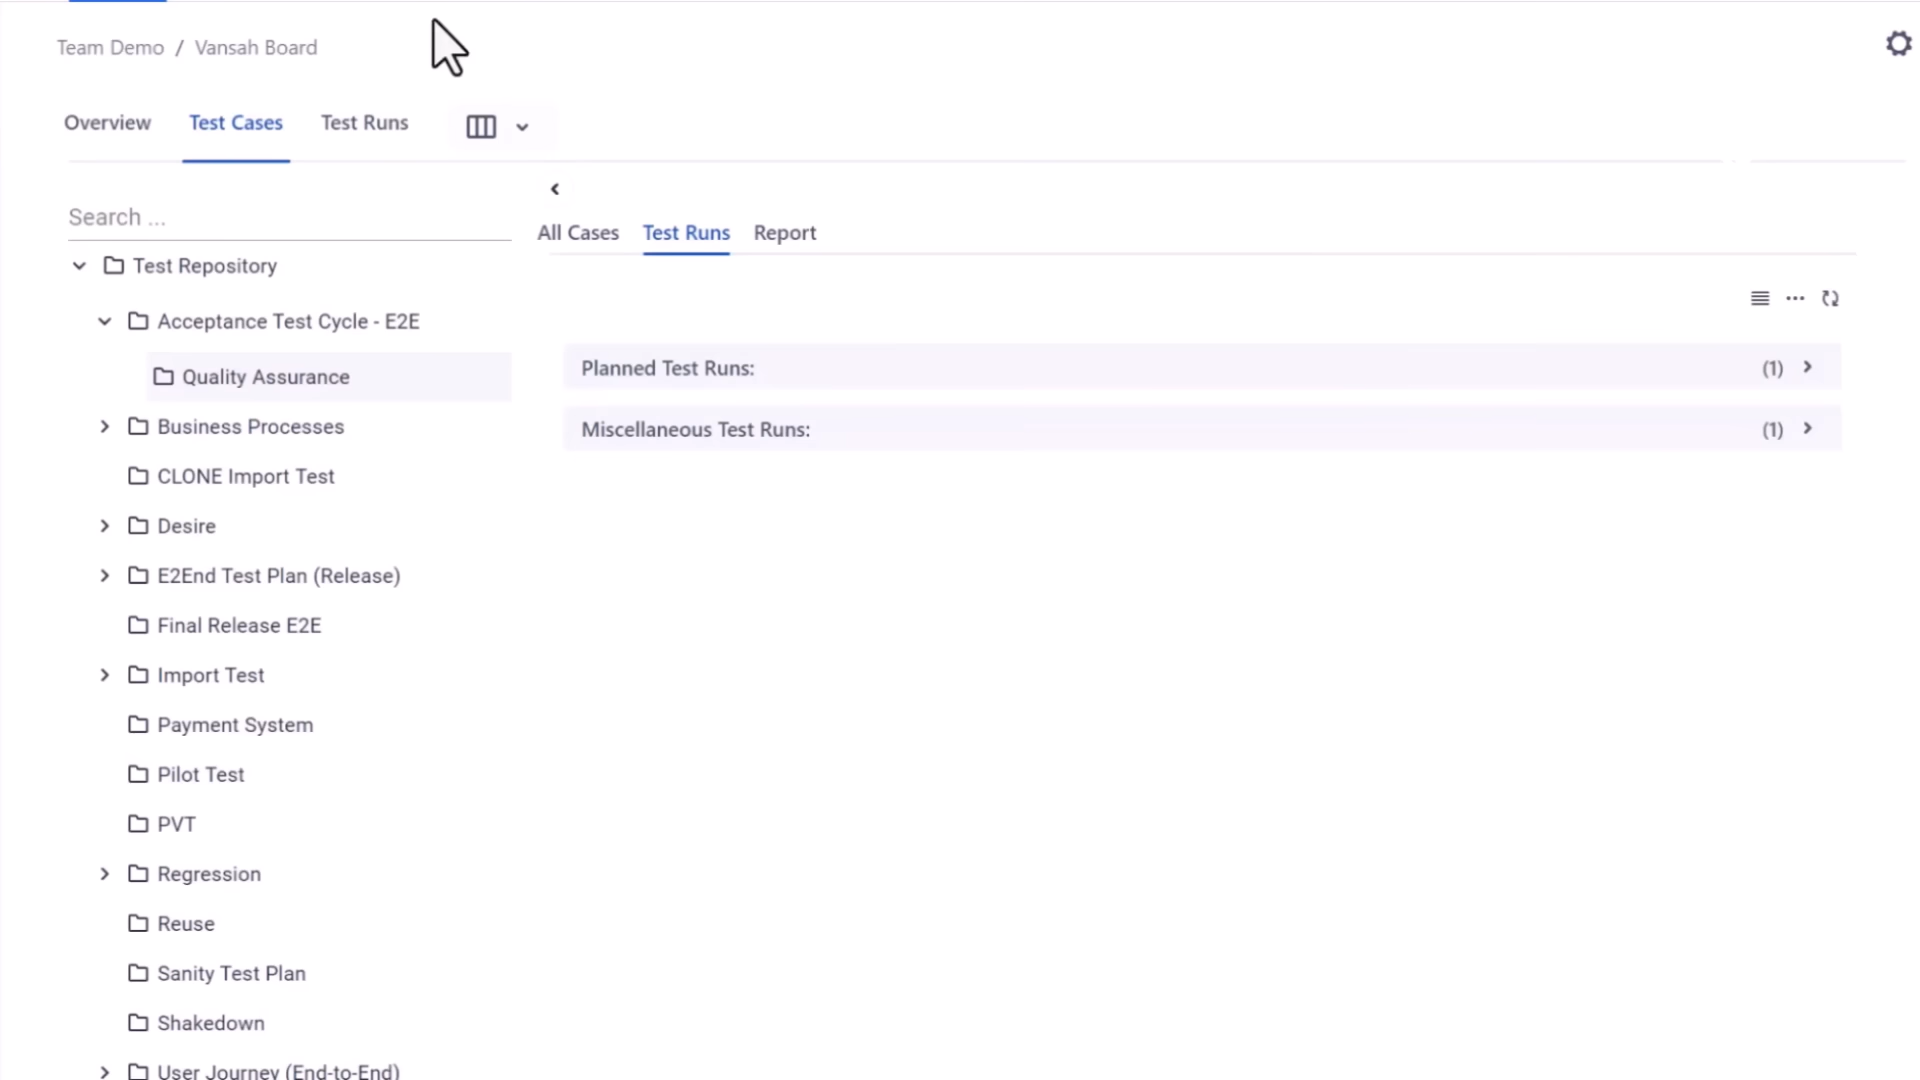 Team Demo / Vansah Board
Overview Test Cases Test Runs
Search ...
All Cases Test Runs Report
Test Repository
Acceptance Test Cycle - E2E
Quality Assurance
Business Processes
CLONE Import Test
Desire
E2End Test Plan (Release)
Final Release E2E
Import Test
Payment System
Pilot Test
PVT
Regression
Reuse
Sanity Test Plan
Shakedown
User Journey (End-to-End)
Planned Test Runs: (1)
Miscellaneous Test Runs: (1)